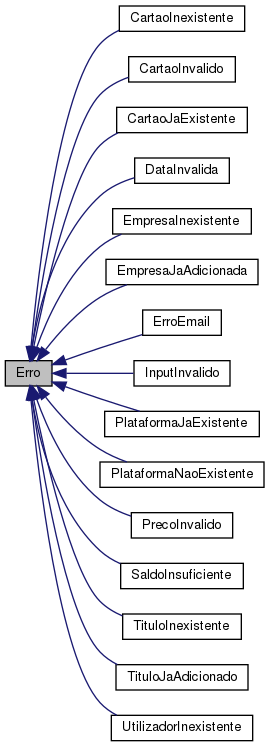 CartaoInexistente
CartaoInvalido
CartaoJaExistente
DataInvalida
EmpresaInexistente
EmpresaJaAdicionada
ErroEmail
Erro
InputInvalido
PlataformaJaExistente
PlataformaNaoExistente
PrecoInvalido
SaldoInsuficiente
TituloInexistente
TituloJaAdicionado
UtilizadorInexistente